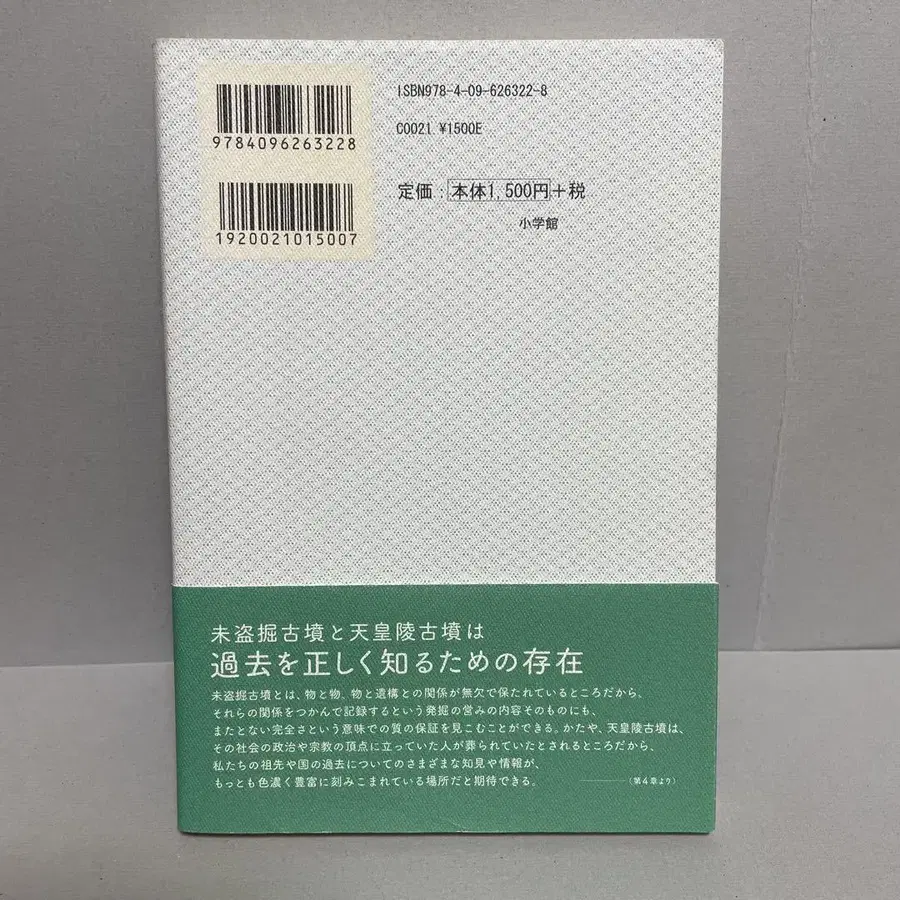 9784096263228
1920021015007
ISBN978-4-09-626322-8
C0021 ¥1500E
定価:本体1,500円+税
小学館
未盗掘古墳と天皇陵古墳は
過去を正しく知るための存在
未盗掘古墳とは、物と物、物と遺構との関係が無欠で保たれているところだから、
それらの関係をつかんで記録するという発掘の営みの内容そのものにも、
またとない完全さという意味での質の保証を見こむことができる。かたや、天皇陵古墳は、
その社会の政治や宗教の頂点に立っていた人が葬られていたとされるところだから、
私たちの祖先や国の過去についてのさまざまな知見や情報が、
もっとも色濃く豊富に刻みこまれている場所だと期待できる。 ――(第4章より)